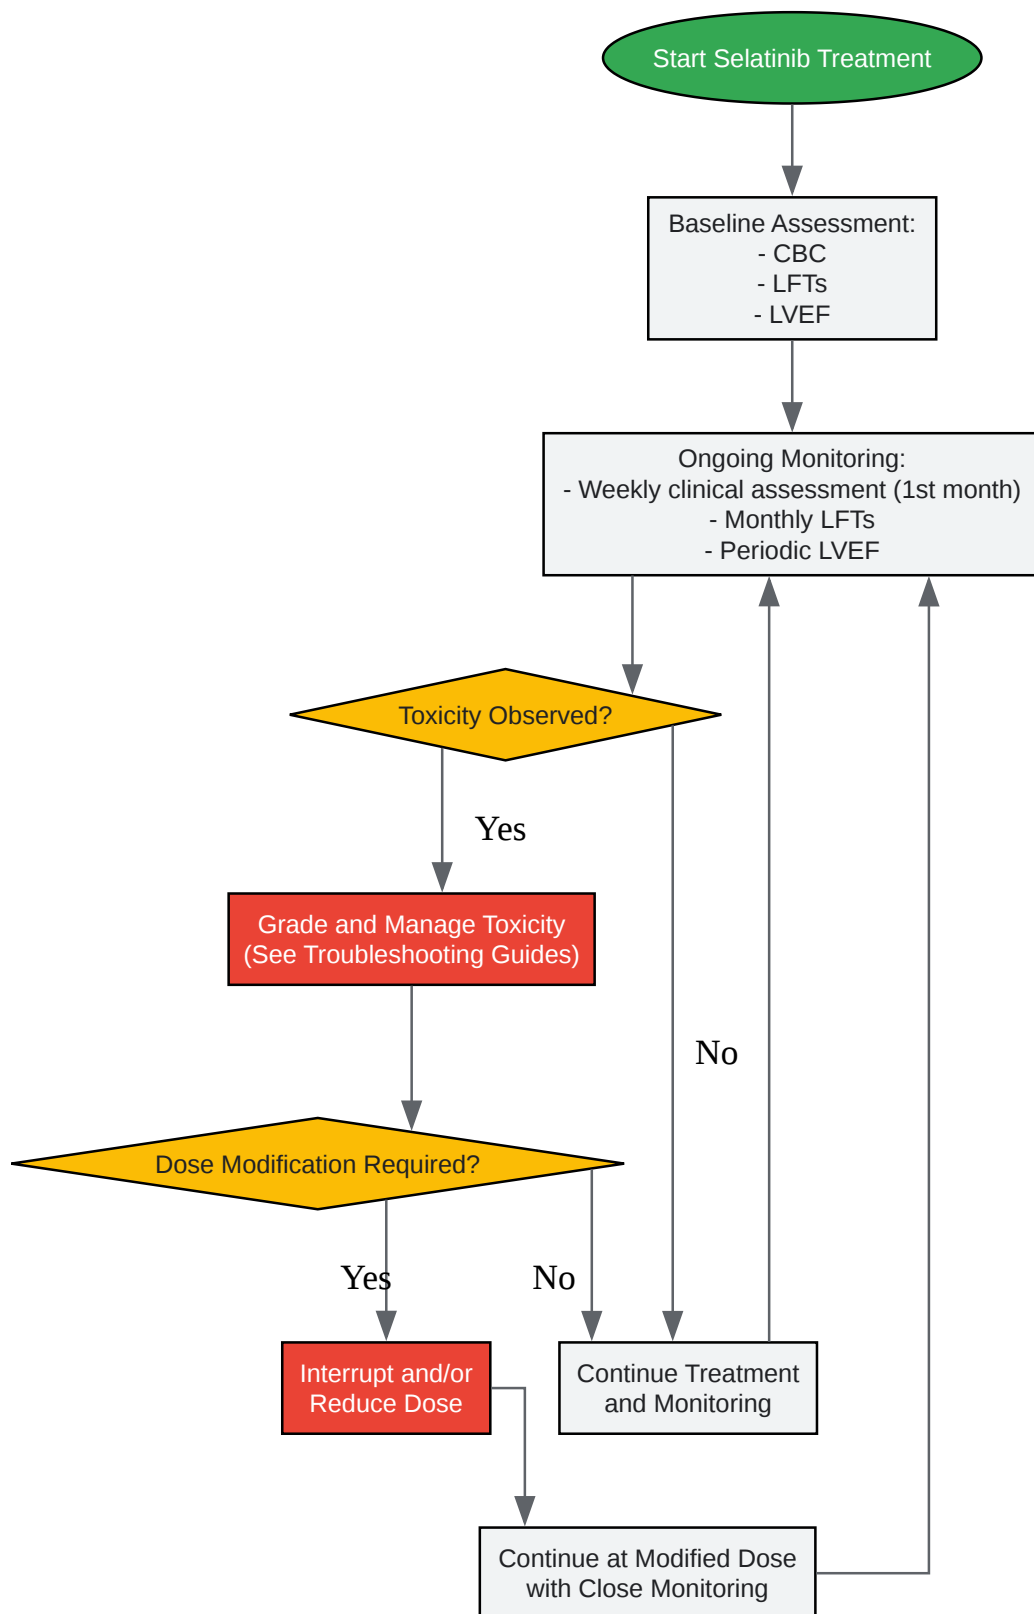 Start Selatinib Treatment
Baseline Assessment:
- CBC
- LFTs
- LVEF
Ongoing Monitoring:
- Weekly clinical assessment (1st month)
- Monthly LFTs
- Periodic LVEF
Toxicity Observed?
Yes
Grade and Manage Toxicity
(See Troubleshooting Guides)
No
Dose Modification Required?
Yes
No
Interrupt and/or
Reduce Dose
Continue Treatment
and Monitoring
Continue at Modified Dose
with Close Monitoring